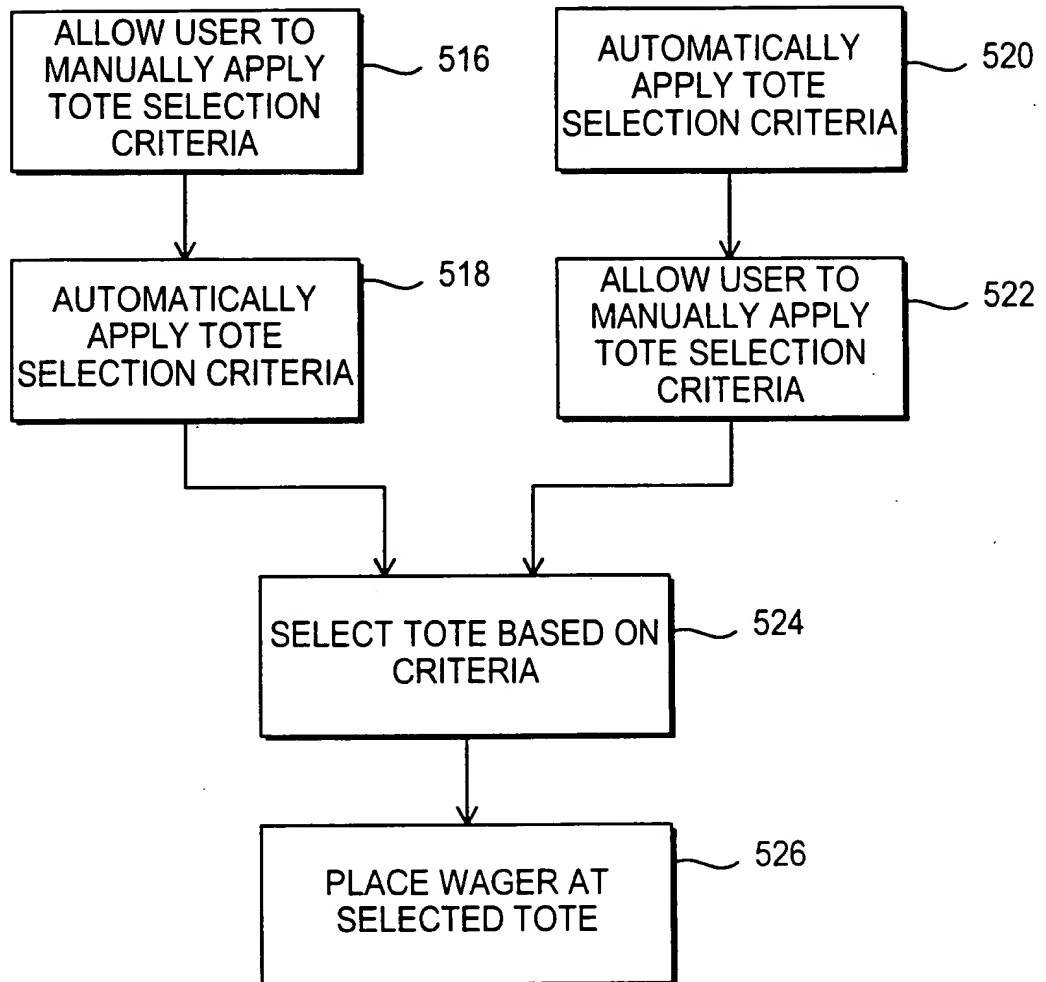 ALLOW USER TO
MANUALLY APPLY
TOTE SELECTION
CRITERIA
516
AUTOMATICALLY
APPLY TOTE
SELECTION CRITERIA
520
AUTOMATICALLY
APPLY TOTE
SELECTION CRITERIA
518
ALLOW USER TO
MANUALLY APPLY
TOTE SELECTION
CRITERIA
522
SELECT TOTE BASED ON
CRITERIA
524
PLACE WAGER AT
SELECTED TOTE
526